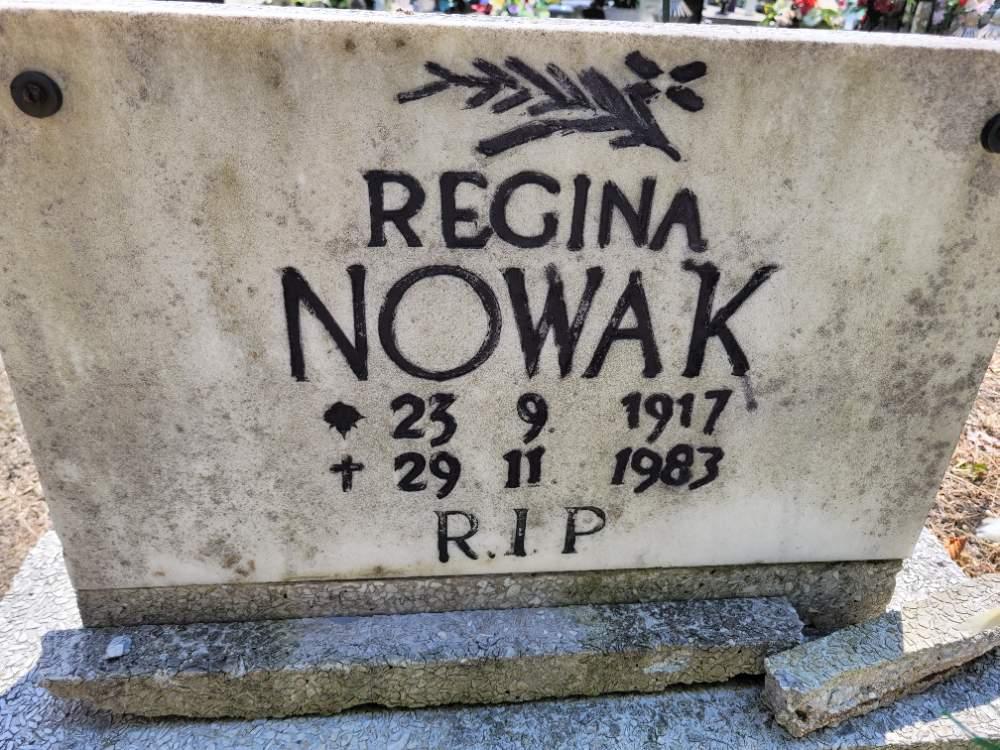 REGINA
NOWAK
23 9. 1917
✝ 29 11. 1983
R.I.P